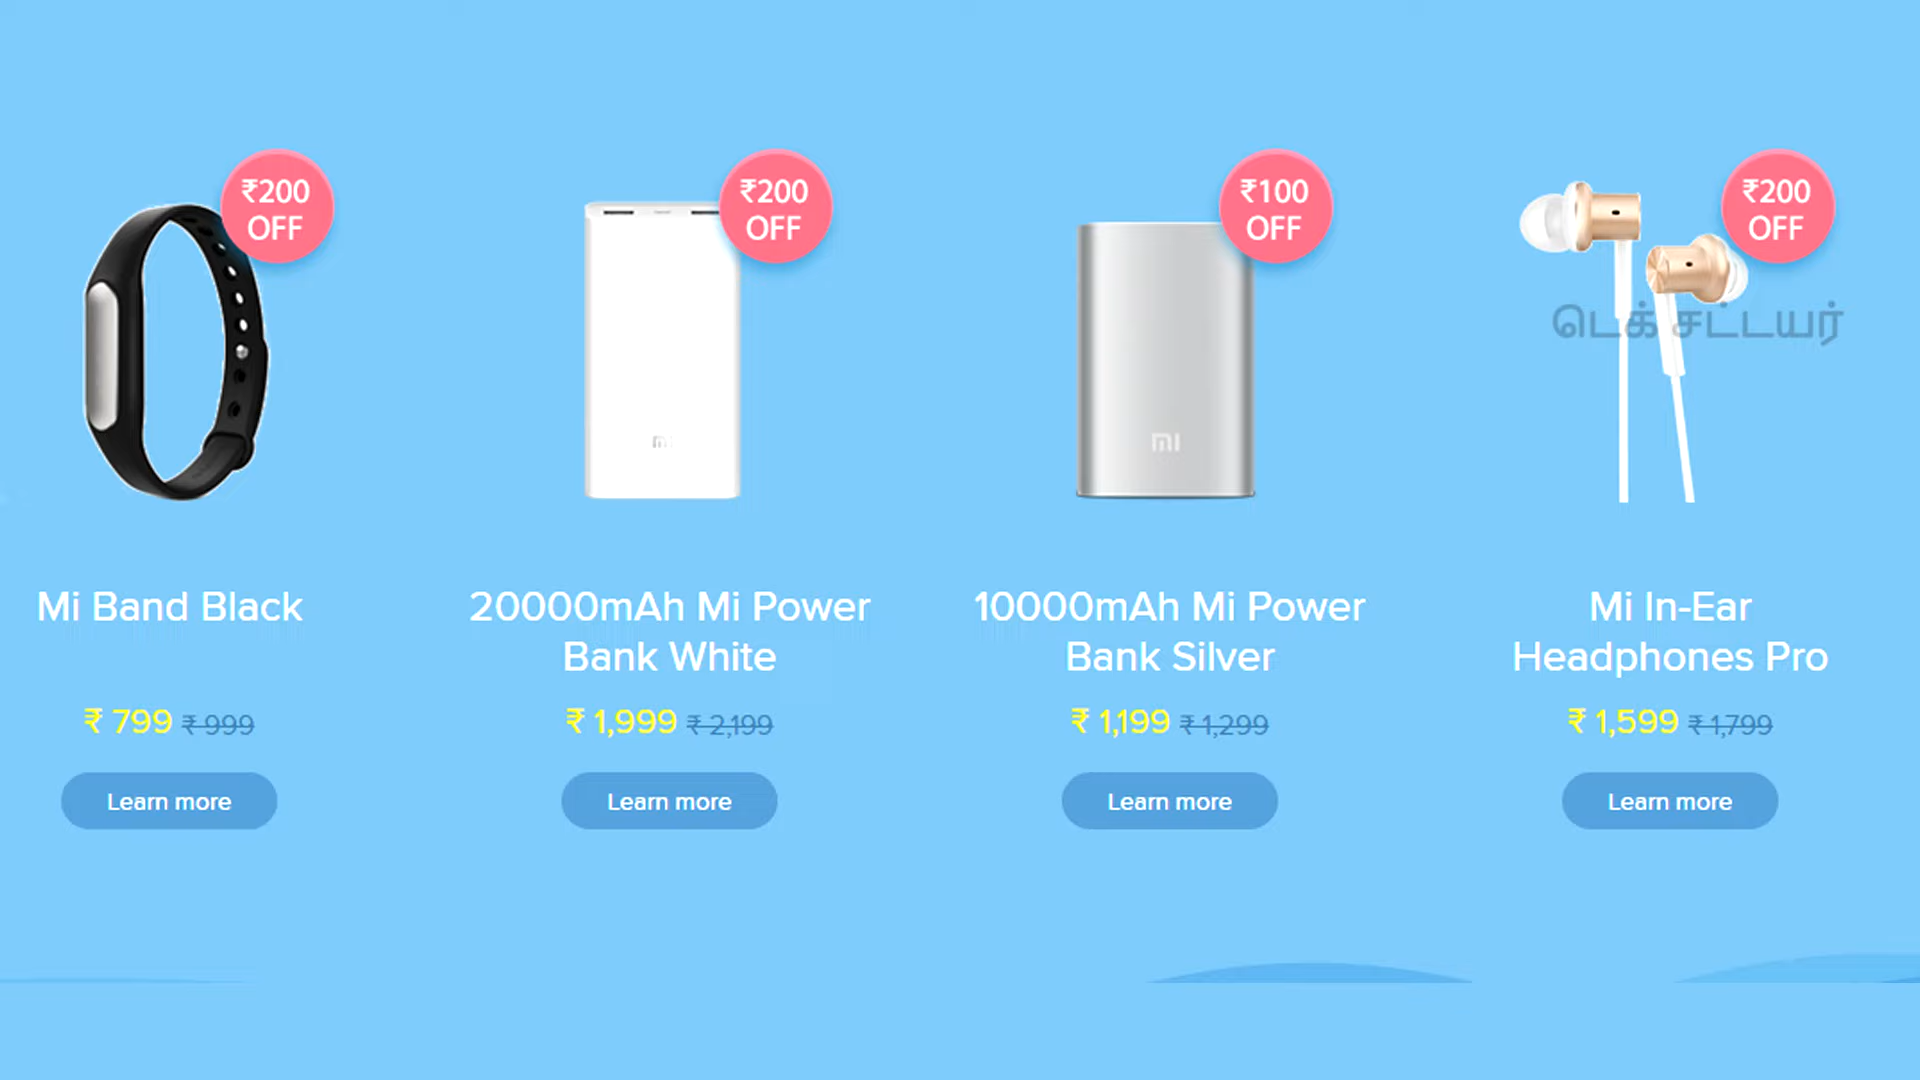 ₹200
OFF
₹200
OFF
₹100
OFF
₹200
OFF
டெக் சட்டயர்
mi
mi
Mi Band Black
20000mAh Mi Power
Bank White
10000mAh Mi Power
Bank Silver
Mi In-Ear
Headphones Pro
₹ 799 ₹ 999
₹ 1,999 ₹ 2,199
₹ 1,199 ₹ 1,299
₹ 1,599 ₹ 1,799
Learn more
Learn more
Learn more
Learn more